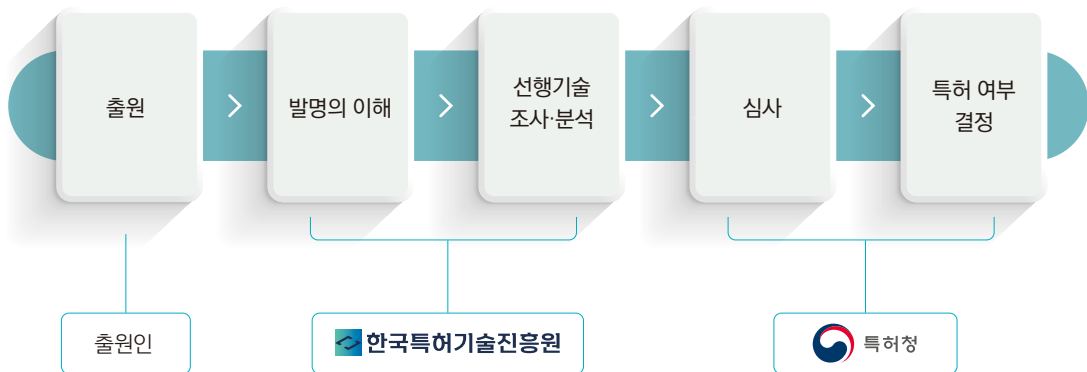 출원
발명의 이해
선행기술
조사·분석
심사
특허 여부
결정
출원인
한국특허기술진흥원
특허청